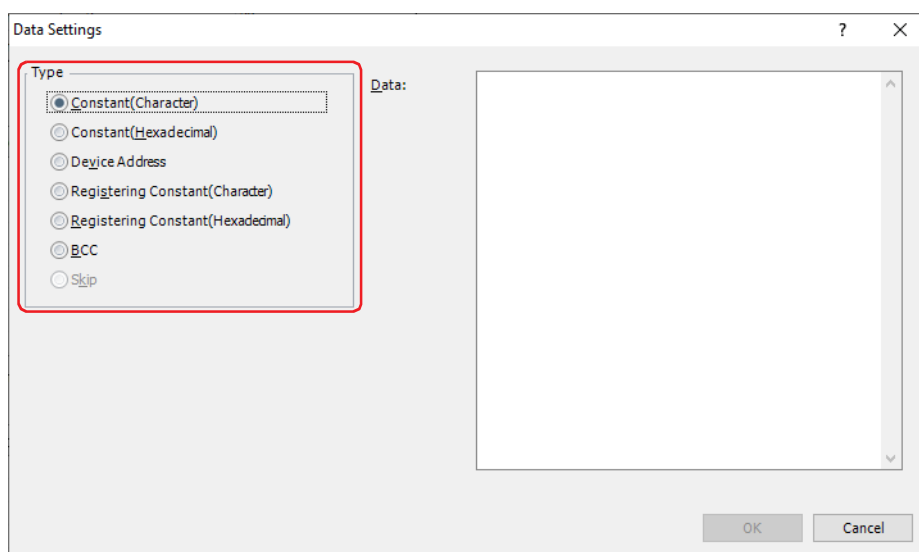 Data Settings
?
Type
Constant(Character)
Constant(Hexadecimal)
Device Address
Registering Constant(Character)
Registering Constant(Hexadecimal)
BCC
Skip
Data:
OK
Cancel